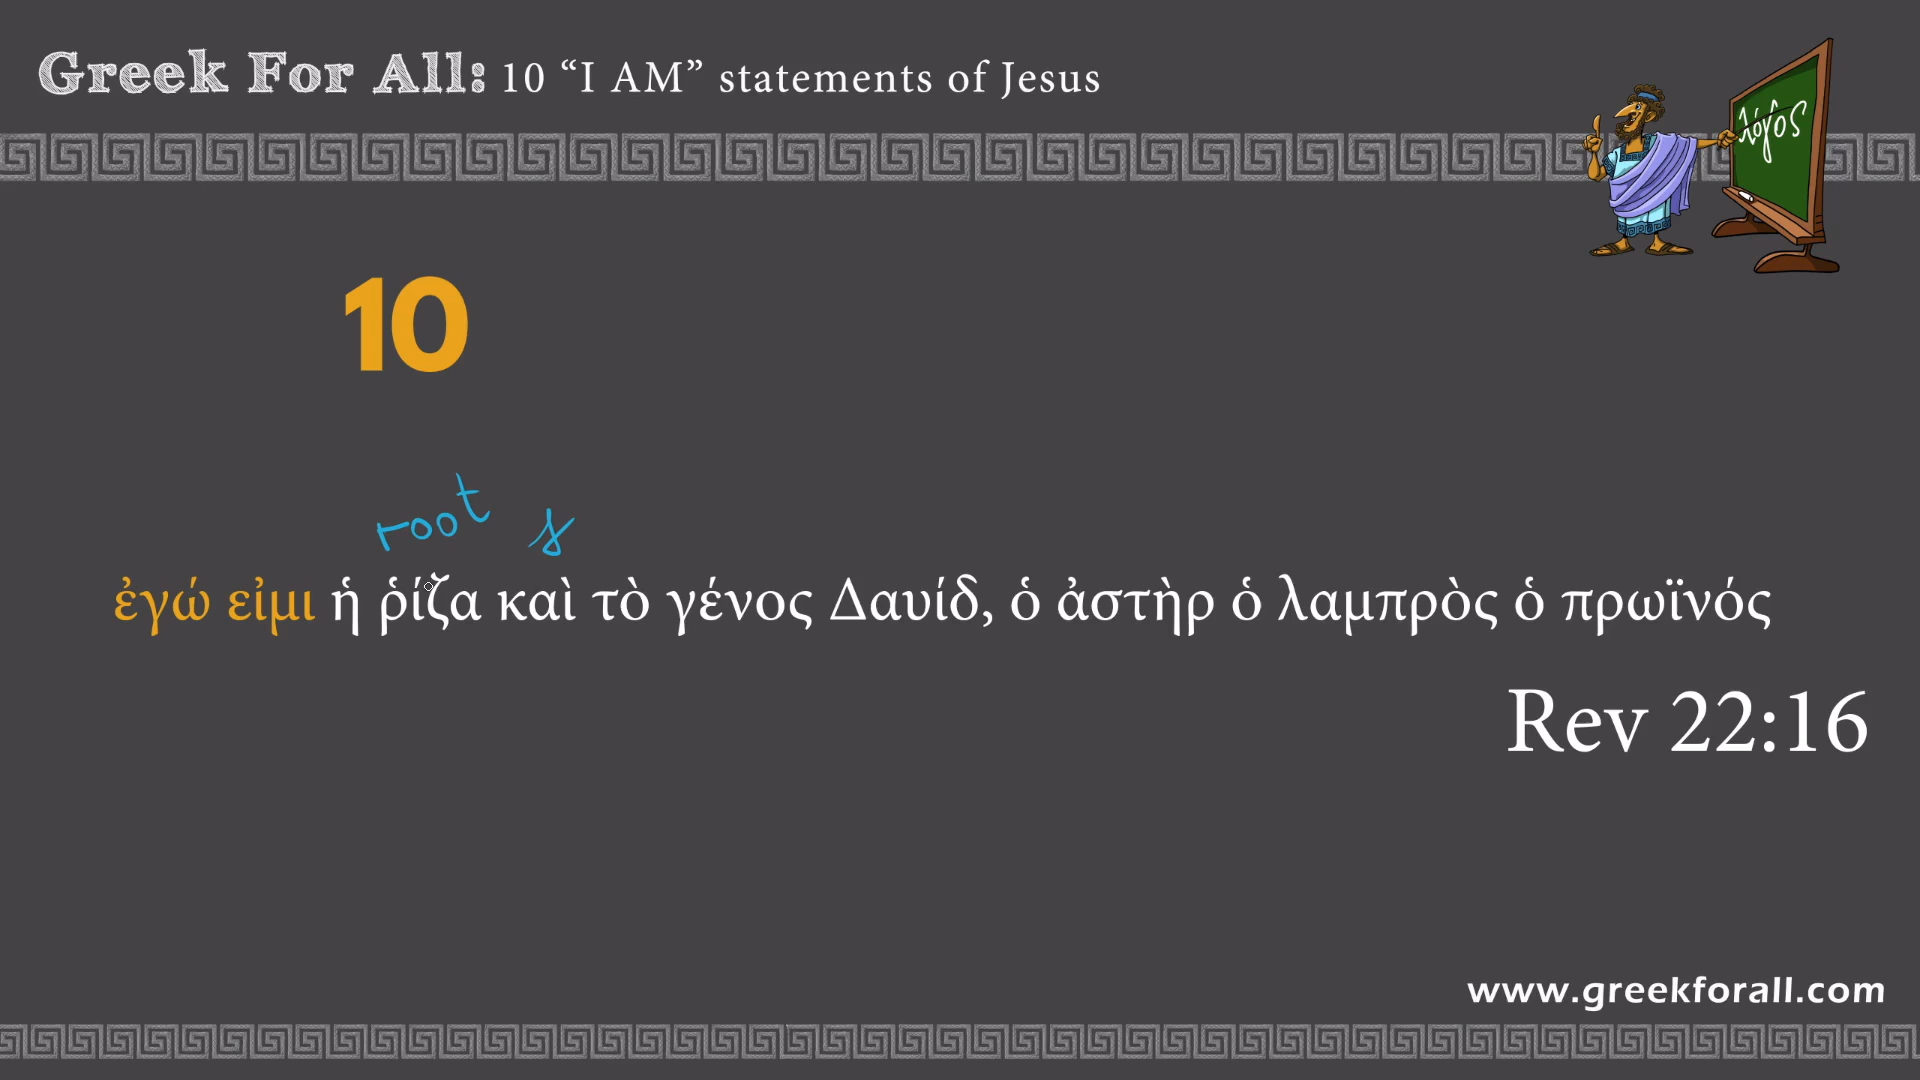 Greek For All: 10 “I AM” statements of Jesus
λόγος
10
root &
ἐγώ εἰμι ἡ ῥίζα καὶ τὸ γένος Δαυίδ, ὁ ἀστὴρ ὁ λαμπρὸς ὁ πρωϊνός
Rev 22:16
www.greekforall.com